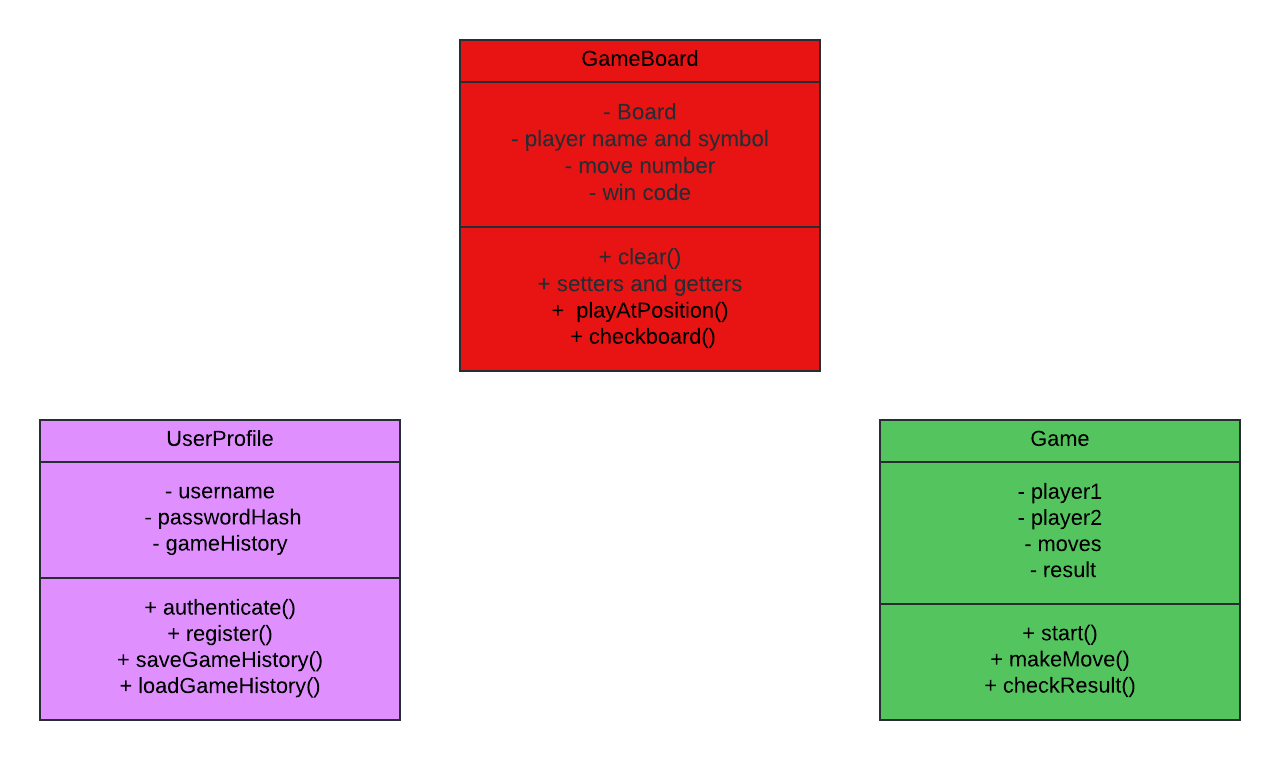 GameBoard
- Board
- player name and symbol
- move number
- win code
+ clear()
+ setters and getters
+  playAtPosition()
+ checkboard()
UserProfile
- username
- passwordHash
- gameHistory
+ authenticate()
+ register()
+ saveGameHistory()
+ loadGameHistory()
Game
- player1
- player2
- moves
- result
+ start()
+ makeMove()
+ checkResult()